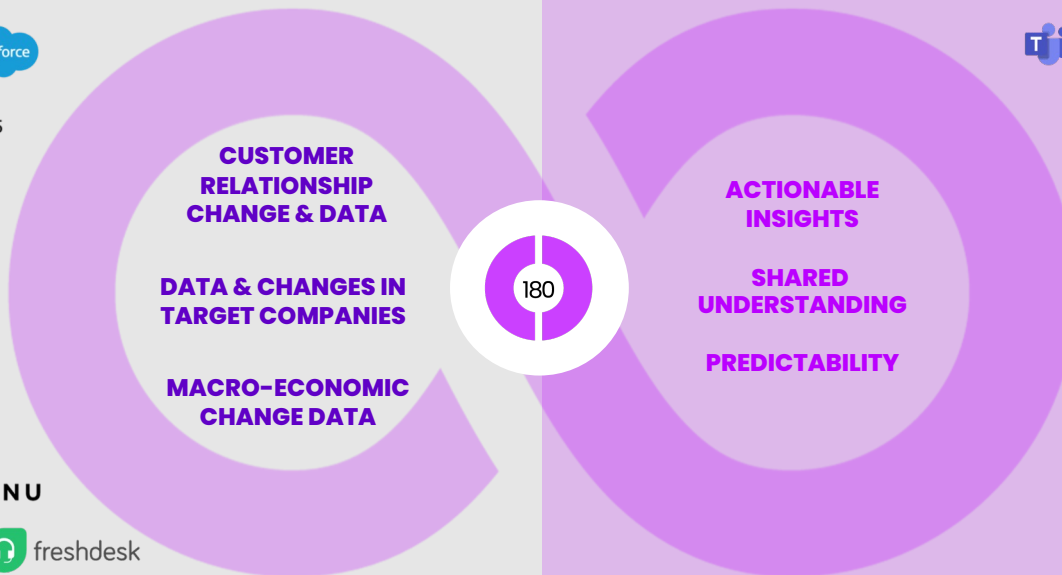 force
CUSTOMER
RELATIONSHIP
CHANGE & DATA
DATA & CHANGES IN
TARGET COMPANIES
MACRO-ECONOMIC
CHANGE DATA
180
ACTIONABLE
INSIGHTS
SHARED
UNDERSTANDING
PREDICTABILITY
T
NU
freshdesk